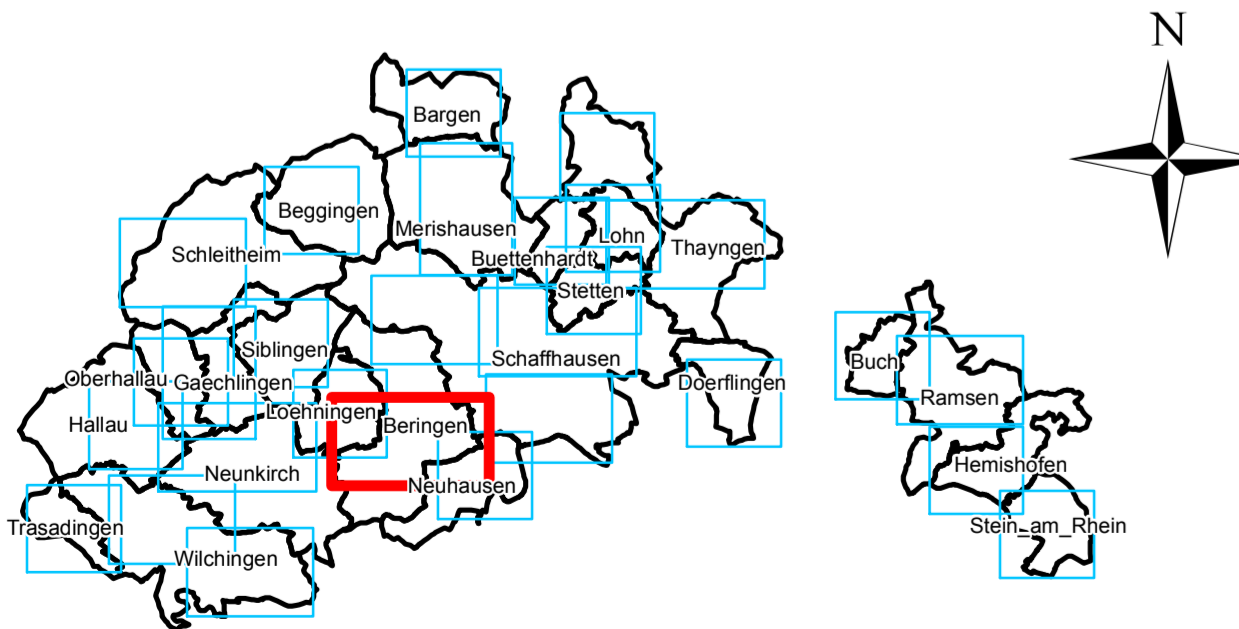 N
Bargen
Beggingen
Merishausen
Lohn
Thayngen
Schleitheim
Buettenhardt
Stetten
Siblingen
Schaffhausen
Oberhallau
Gaechlingen
Doerflingen
Buch
Ramsen
Loehningen
Hallau
Beringen
Neunkirch
Hemishofen
Neuhausen
Trasadingen
Stein_am_Rhein
Wilchingen